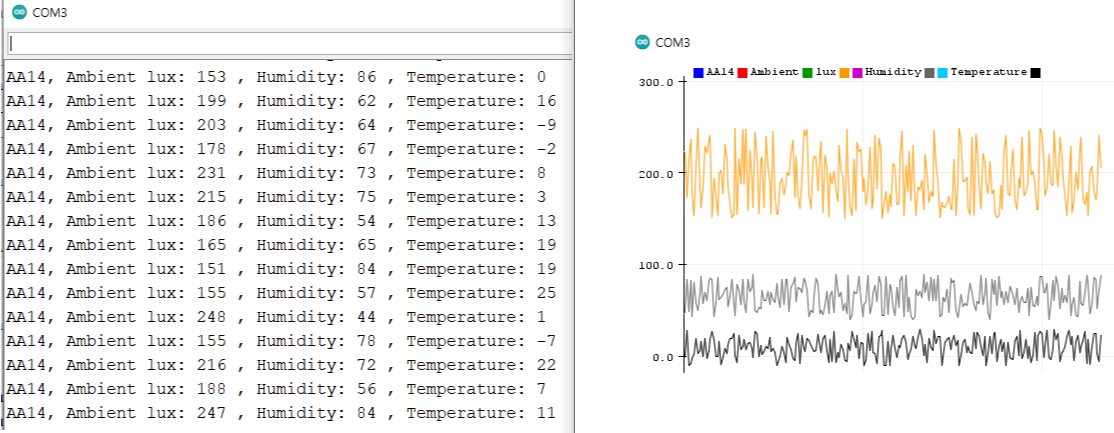 COM3
AA14, Ambient lux: 153 , Humidity: 86 , Temperature: 0
AA14, Ambient lux: 199 , Humidity: 62 , Temperature: 16
AA14, Ambient lux: 203 , Humidity: 64 , Temperature: -9
AA14, Ambient lux: 178 , Humidity: 67 , Temperature: -2
AA14, Ambient lux: 231 , Humidity: 73 , Temperature: 8
AA14, Ambient lux: 215 , Humidity: 75 , Temperature: 3
AA14, Ambient lux: 186 , Humidity: 54 , Temperature: 13
AA14, Ambient lux: 165 , Humidity: 65 , Temperature: 19
AA14, Ambient lux: 151 , Humidity: 84 , Temperature: 19
AA14, Ambient lux: 155 , Humidity: 57 , Temperature: 25
AA14, Ambient lux: 248 , Humidity: 44 , Temperature: 1
AA14, Ambient lux: 155 , Humidity: 78 , Temperature: -7
AA14, Ambient lux: 216 , Humidity: 72 , Temperature: 22
AA14, Ambient lux: 188 , Humidity: 56 , Temperature: 7
AA14, Ambient lux: 247 , Humidity: 84 , Temperature: 11
COM3
AA14 Ambient lux Humidity Temperature
300.0
200.0
100.0
0.0